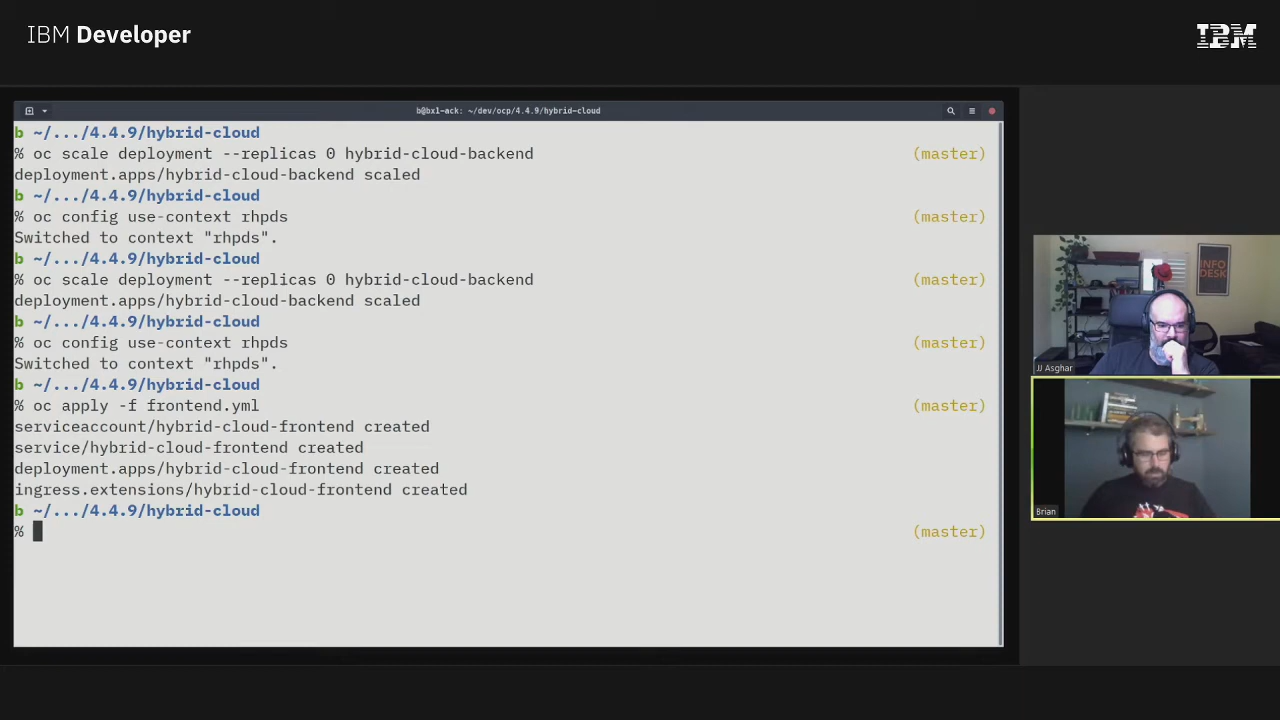 IBM Developer
IBM
b@bx1-ack: ~/dev/ocp/4.4.9/hybrid-cloud
b ~/.../4.4.9/hybrid-cloud
% oc scale deployment --replicas 0 hybrid-cloud-backend (master)
deployment.apps/hybrid-cloud-backend scaled
b ~/.../4.4.9/hybrid-cloud
% oc config use-context rhpds (master)
Switched to context "rhpds".
b ~/.../4.4.9/hybrid-cloud
% oc scale deployment --replicas 0 hybrid-cloud-backend (master)
deployment.apps/hybrid-cloud-backend scaled
b ~/.../4.4.9/hybrid-cloud
% oc config use-context rhpds (master)
Switched to context "rhpds".
b ~/.../4.4.9/hybrid-cloud
% oc apply -f frontend.yml (master)
serviceaccount/hybrid-cloud-frontend created
service/hybrid-cloud-frontend created
deployment.apps/hybrid-cloud-frontend created
ingress.extensions/hybrid-cloud-frontend created
b ~/.../4.4.9/hybrid-cloud
% (master)
INFO
DESK
JJ Asghar
Brian